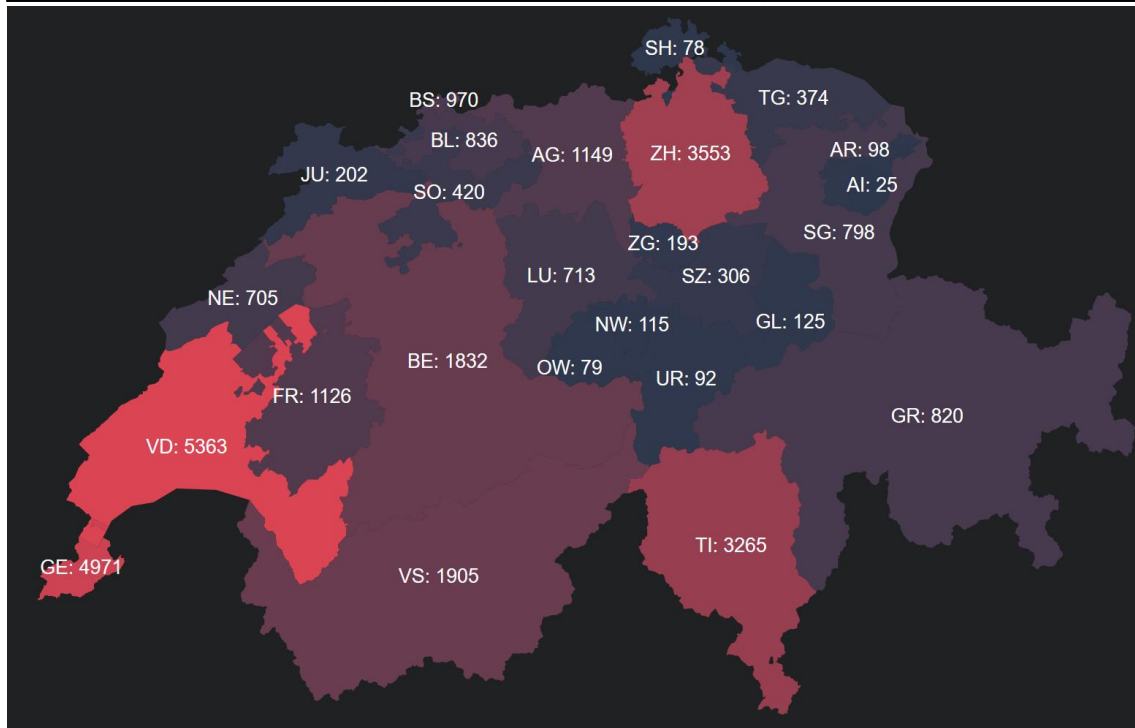 SH: 78
BS: 970
TG: 374
BL: 836
AG: 1149
ZH: 3553
AR: 98
JU: 202
SO: 420
AI: 25
ZG: 193
SG: 798
LU: 713
SZ: 306
NE: 705
NW: 115
GL: 125
BE: 1832
OW: 79
UR: 92
FR: 1126
GR: 820
VD: 5363
TI: 3265
GE: 4971
VS: 1905